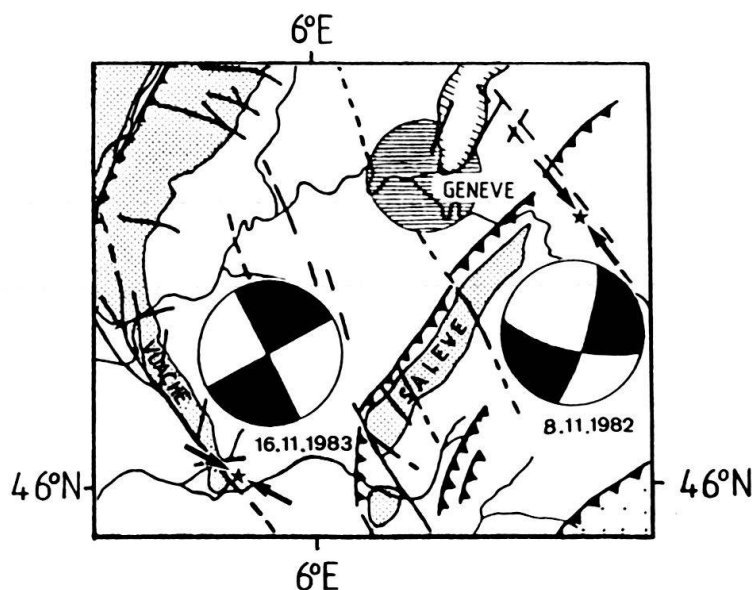 6°E
GENEVE
SALEVE
VUACHE
8.11.1982
16.11.1983
46°N
46°N
6°E